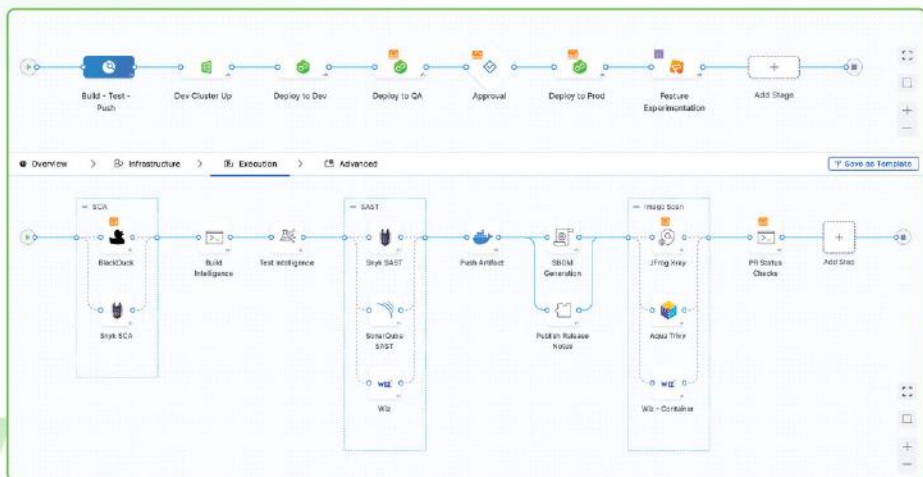 Build - Test -
Push
Dev Cluster Up
Deploy to Dev
Deploy to QA
Approval
Deploy to Prod
Feature
Experimentation
Add Stage
Overview
Infrastructure
Execution
Advanced
Save as Template
SCA
SAST
Image Scan
BlackDuck
Build
Intelligence
Test Intelligence
Snyk SAST
Push Artifact
SBOM
Generation
JFrog Xray
PR Status
Checks
Add Step
Snyk SCA
SonarQube
SAST
Publish Release
Notes
Aqua Trivy
WIZ
Wiz
WIZ
Wiz - Container